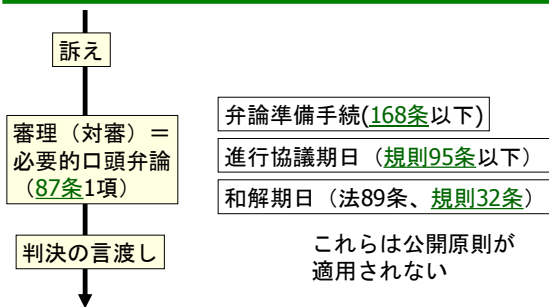 訴え
審理（対審）＝
必要的口頭弁論
（87条1項）
判決の言渡し
弁論準備手続(168条以下)
進行協議期日（規則95条以下）
和解期日（法89条、規則32条）
これらは公開原則が
適用されない